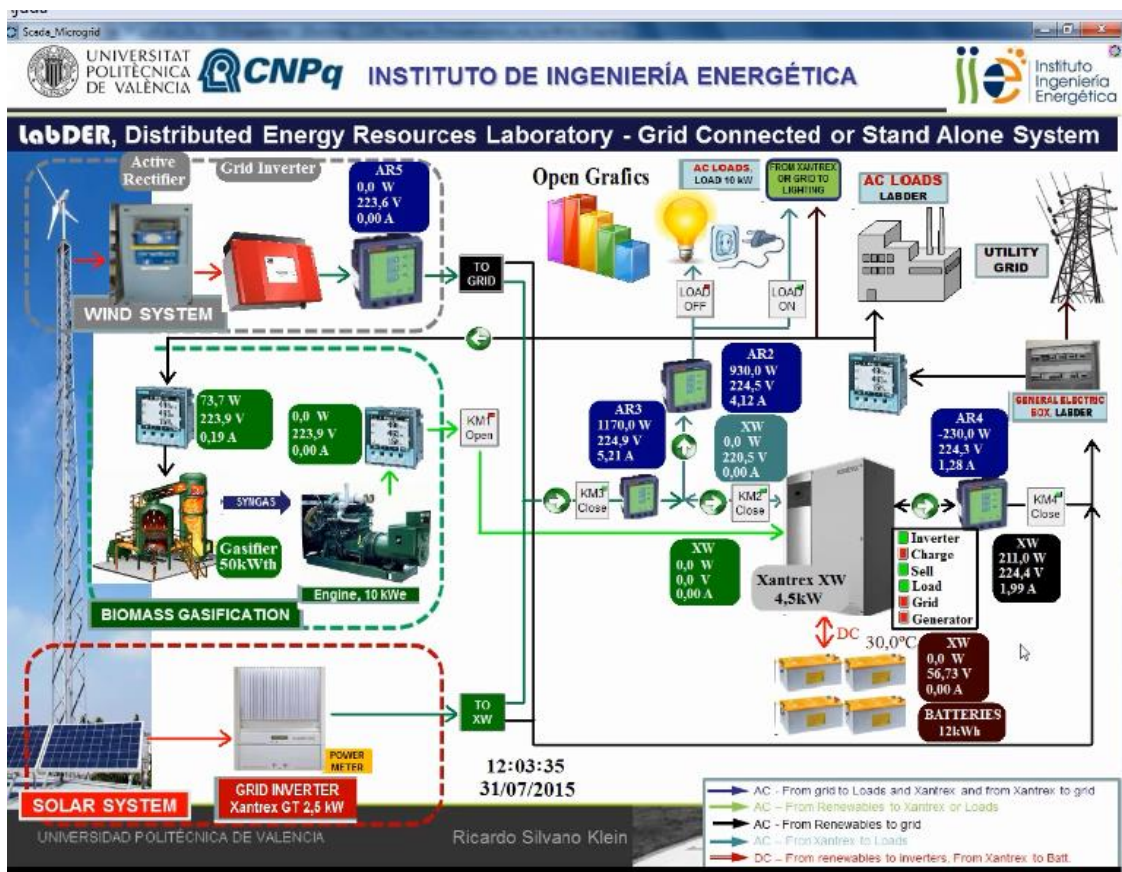 Scada_Microgrid
UNIVERSITAT
POLITÈCNICA
DE VALÈNCIA
CNPq
INSTITUTO DE INGENIERÍA ENERGÉTICA
iie
Instituto
Ingeniería
Energética
LabDER, Distributed Energy Resources Laboratory - Grid Connected or Stand Alone System
Active
Rectifier
Grid Inverter
AR5
0,0 W
223,6 V
0,00 A
WIND SYSTEM
TO
GRID
Open Grafics
AC LOADS,
LOAD 10 kW
FROM XANTREX
OR GRID TO
LIGHTING
AC LOADS
LABDER
UTILITY
GRID
LOAD
OFF
LOAD
ON
GENERAL ELECTRIC
BOX, LABDER
73,7 W
223,9 V
0,19 A
0,0 W
223,9 V
0,00 A
KM1
Open
AR2
930,0 W
224,5 V
4,12 A
AR3
1170,0 W
224,9 V
5,21 A
XW
0,0 W
220,5 V
0,00 A
AR4
-230,0 W
224,3 V
1,28 A
KM3
Close
KM2
Close
KM4
Close
SYNGAS
Gasifier
50kWth
Engine, 10 kWe
BIOMASS GASIFICATION
XW
0,0 W
0,0 V
0,00 A
Xantrex XW
4,5kW
Inverter
Charge
Sell
Load
Grid
Generator
XW
211,0 W
224,4 V
1,99 A
DC
30,0ºC
XW
0,0 W
56,73 V
0,00 A
BATTERIES
12kWh
TO
XW
POWER
METER
GRID INVERTER
Xantrex GT 2,5 kW
SOLAR SYSTEM
12:03:35
31/07/2015
AC - From grid to Loads and Xantrex and from Xantrex to grid
AC - From Renewables to Xantrex or Loads
AC - From Renewables to grid
AC - From Xantrex to Loads
DC - From renewables to inverters, From Xantrex to Batt.
UNIVERSIDAD POLITÉCNICA DE VALENCIA
Ricardo Silvano Klein